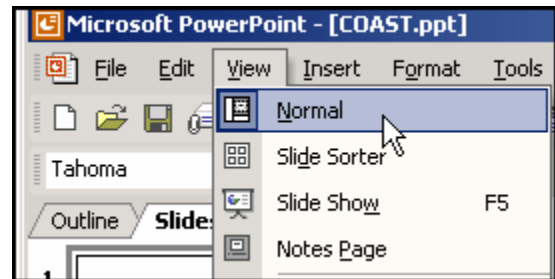 Microsoft PowerPoint - [COAST.ppt]
File Edit View Insert Format Tools
Normal
Slide Sorter
Tahoma
Slide Show F5
Outline Slides
Notes Page
1